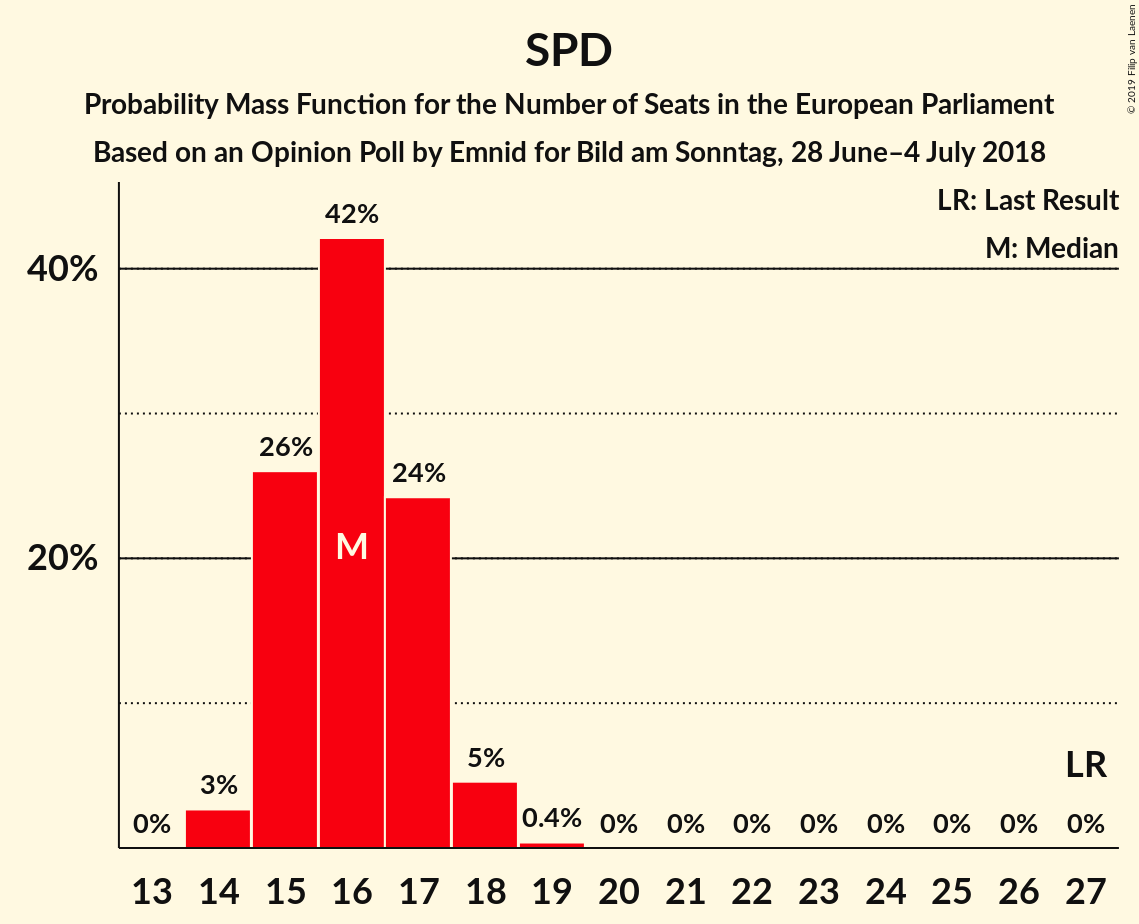 SPD
Probability Mass Function for the Number of Seats in the European Parliament
Based on an Opinion Poll by Emnid for Bild am Sonntag, 28 June–4 July 2018
© 2019 Filip van Laenen
LR: Last Result
M: Median
40%
20%
0%
3%
26%
42%
24%
5%
0.4%
0%
0%
0%
0%
0%
0%
0%
0%
M
LR
13 14 15 16 17 18 19 20 21 22 23 24 25 26 27